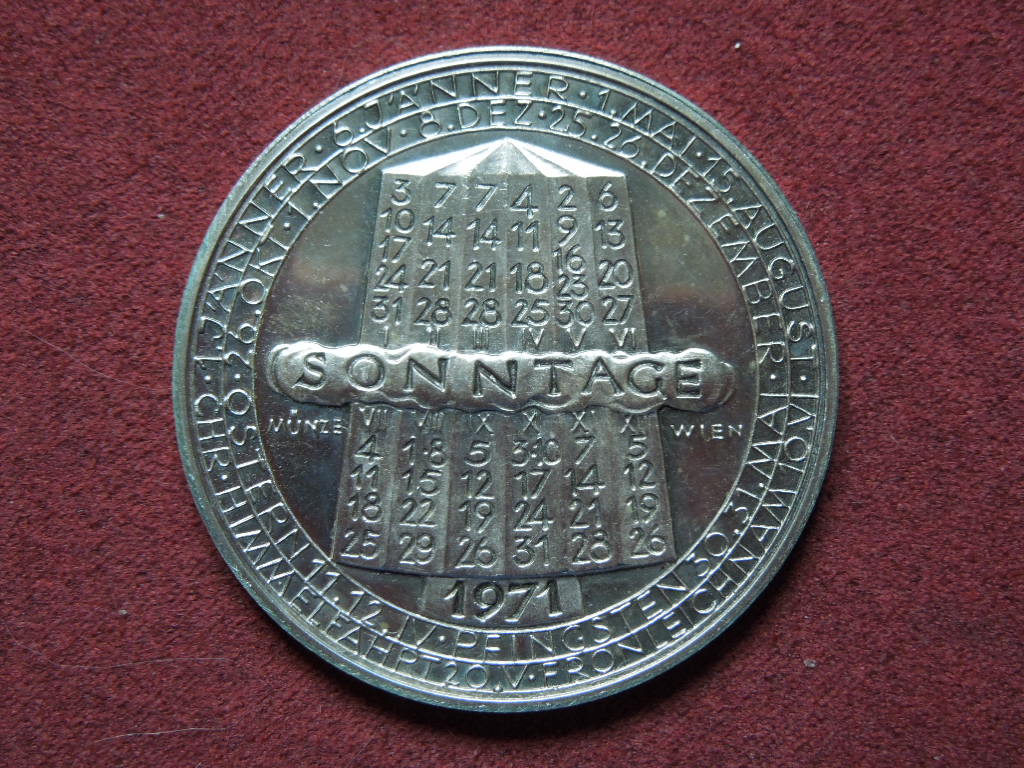 1. JÄNNER · 6. JÄNNER · 1. MAI · 15. AUGUST · FRONLEICHNAM 10. VI · CHR. HIMMELFAHRT 20. V ·
26. OKT · 1. NOV · 8. DEZ · 25. 26. DEZEMBER · PFINGSTEN 30. 31. MAI · OSTERN 11. 12. IV ·
3 7 7 4 2 6
10 14 14 11 9 13
17 21 21 18 16 20
24 28 28 25 23 27
31 30
I II III IV V VI
SONNTAGE
MÜNZE WIEN
VII VIII IX X XI XII
4 1·8 5 3·10 7 5
11 15 12 17 14 12
18 22 19 24 21 19
25 29 26 31 28 26
1971